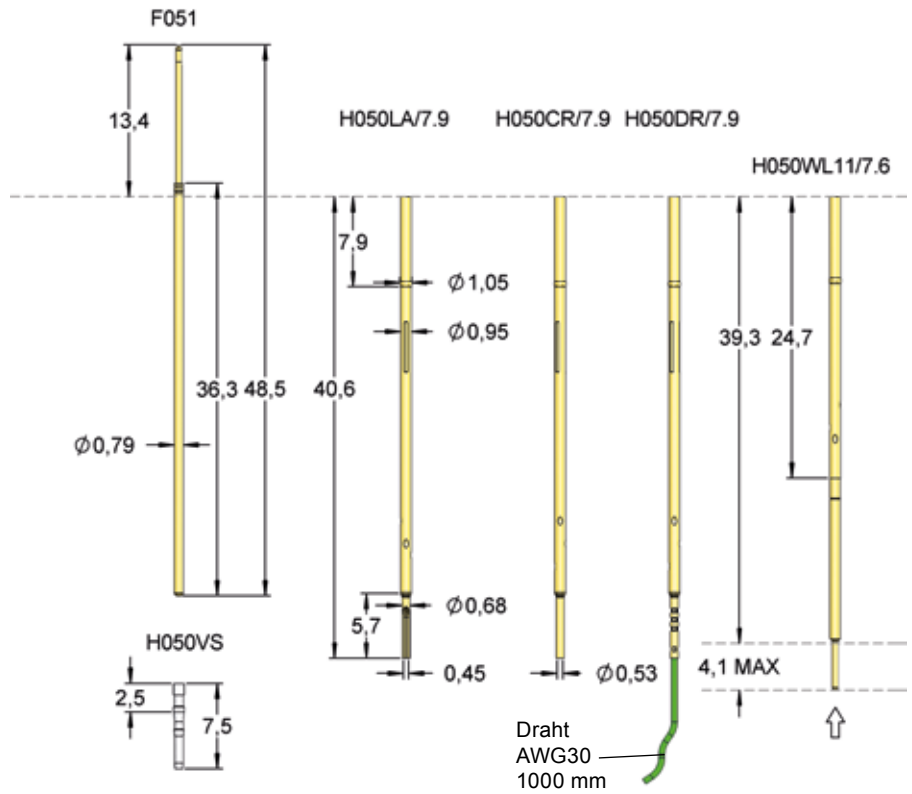 F051
H050LA/7.9
H050CR/7.9
H050DR/7.9
H050WL11/7.6
13,4
7,9
Ø1,05
Ø0,95
39,3
24,7
36,3
48,5
40,6
Ø0,79
Ø0,68
5,7
H050VS
0,45
Ø0,53
4,1 MAX
2,5
7,5
Draht
AWG30
1000 mm